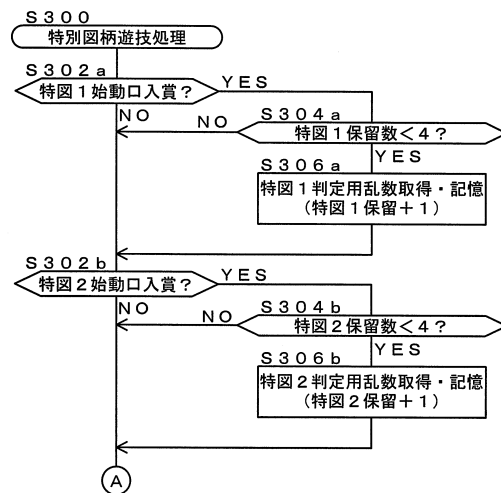 S300
特別図柄遊技処理
S302a
特図1始動口入賞?
YES
NO
S304a
特図1保留数<4?
NO
YES
S306a
特図1判定用乱数取得・記憶
(特図1保留+1)
S302b
特図2始動口入賞?
YES
NO
S304b
特図2保留数<4?
NO
YES
S306b
特図2判定用乱数取得・記憶
(特図2保留+1)
A